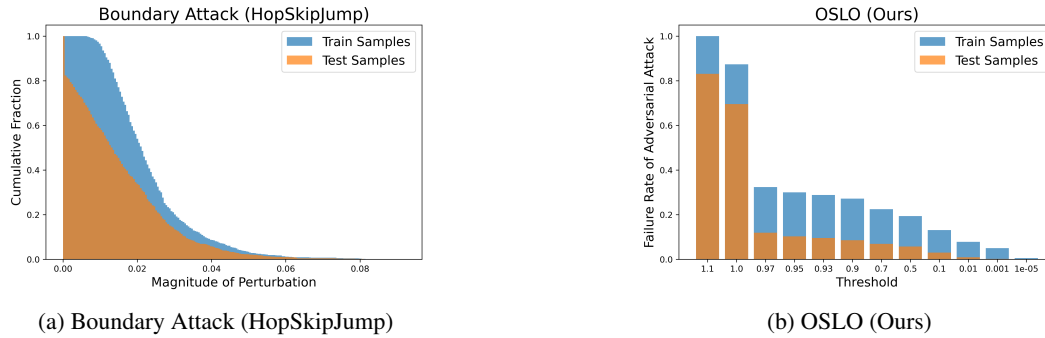 Boundary Attack (HopSkipJump)
Train Samples
Test Samples
Cumulative Fraction
1.0
0.8
0.6
0.4
0.2
0.0
0.00 0.02 0.04 0.06 0.08
Magnitude of Perturbation
(a) Boundary Attack (HopSkipJump)
OSLO (Ours)
Train Samples
Test Samples
Failure Rate of Adversarial Attack
1.0
0.8
0.6
0.4
0.2
0.0
1.1 1.0 0.97 0.95 0.93 0.9 0.7 0.5 0.1 0.01 0.001 1e-05
Threshold
(b) OSLO (Ours)